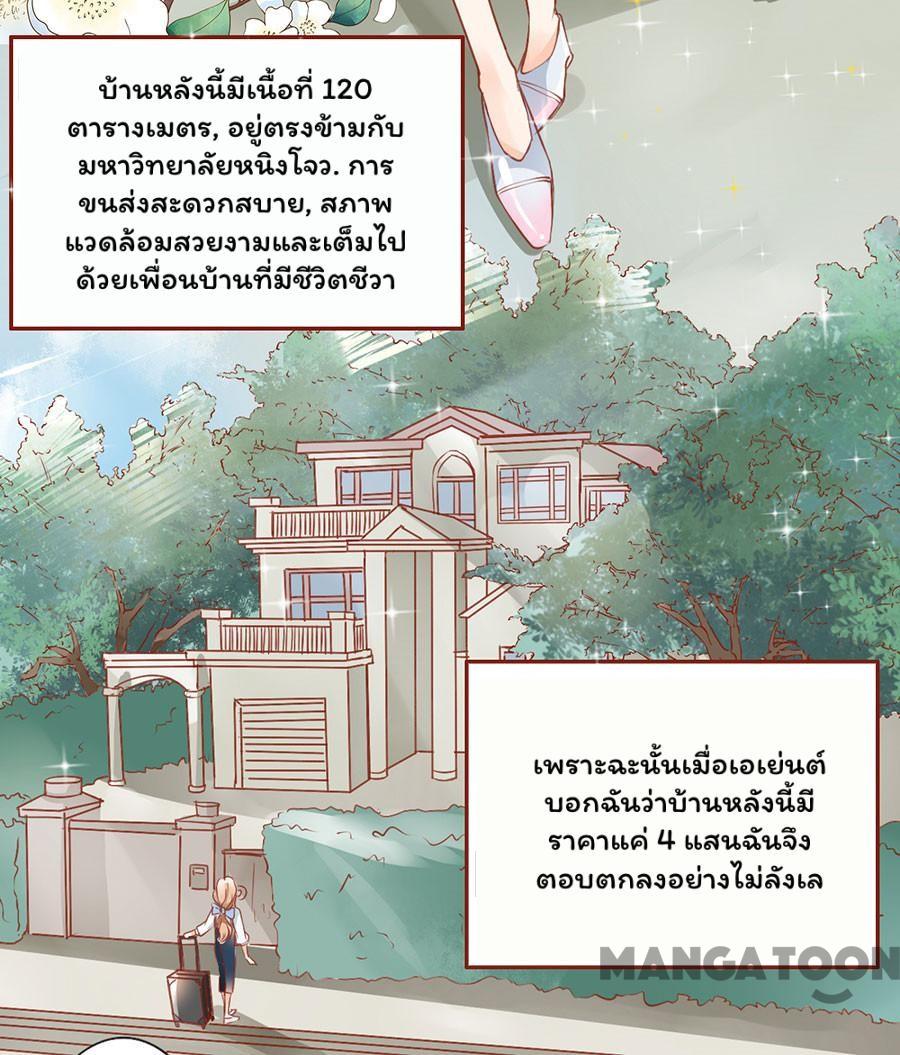 บ้านหลังนี้มีเนื้อที่ 120
ตารางเมตร, อยู่ตรงข้ามกับ
มหาวิทยาลัยหนิงโจว. การ
ขนส่งสะดวกสบาย, สภาพ
แวดล้อมสวยงามและเต็มไป
ด้วยเพื่อนบ้านที่มีชีวิตชีวา
เพราะฉะนั้นเมื่อเอเย่นต์
บอกฉันว่าบ้านหลังนี้มี
ราคาแค่ 4 แสนฉันจึง
ตอบตกลงอย่างไม่ลังเล
MANGATOON